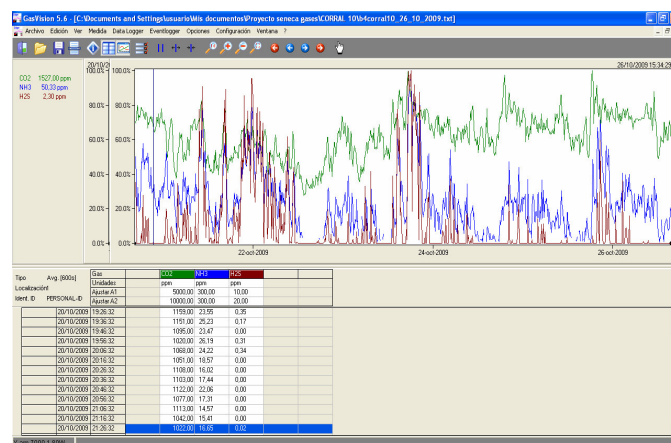 GasVision 5.6 - [C:\Documents and Settings\usuario\Mis documentos\Proyecto seneca gases\CORRAL 10\b4corral10_26_10_2009.txt]
Archivo Edición Ver Medida DataLogger Eventlogger Opciones Configuración Ventana ?
26/10/2009 15:34:29
CO2 1527,00 ppm
NH3 50,33 ppm
H2S 2,30 ppm
100.0% 100.0%
80.0% 80.0%
60.0% 60.0%
40.0% 40.0%
20.0% 20.0%
0.0% 0.0%
22-oct-2009 24-oct-2009 26-oct-2009
Tipo Avg. (600s)
Localización!
Ident. ID PERSONAL-ID
Gas CO2 NH3 H2S
Unidades ppm ppm ppm
Ajustar A1 5000,00 300,00 10,00
Ajustar A2 10000,00 300,00 20,00
20/10/2009 19:26:32 1159,00 23,55 0,35
20/10/2009 19:36:32 1151,00 25,23 0,17
20/10/2009 19:46:32 1095,00 23,47 0,00
20/10/2009 19:56:32 1020,00 26,19 0,31
20/10/2009 20:06:32 1068,00 24,22 0,34
20/10/2009 20:16:32 1051,00 18,57 0,00
20/10/2009 20:26:32 1108,00 16,02 0,00
20/10/2009 20:36:32 1103,00 17,44 0,00
20/10/2009 20:46:32 1122,00 22,06 0,00
20/10/2009 20:56:32 1077,00 17,31 0,00
20/10/2009 21:06:32 1113,00 14,57 0,00
20/10/2009 21:16:32 1042,00 15,41 0,00
20/10/2009 21:26:32 1022,00 16,65 0,02